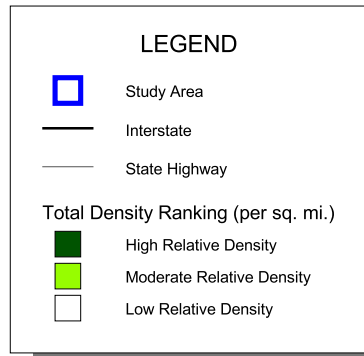 LEGEND
Study Area
Interstate
State Highway
Total Density Ranking (per sq. mi.)
High Relative Density
Moderate Relative Density
Low Relative Density